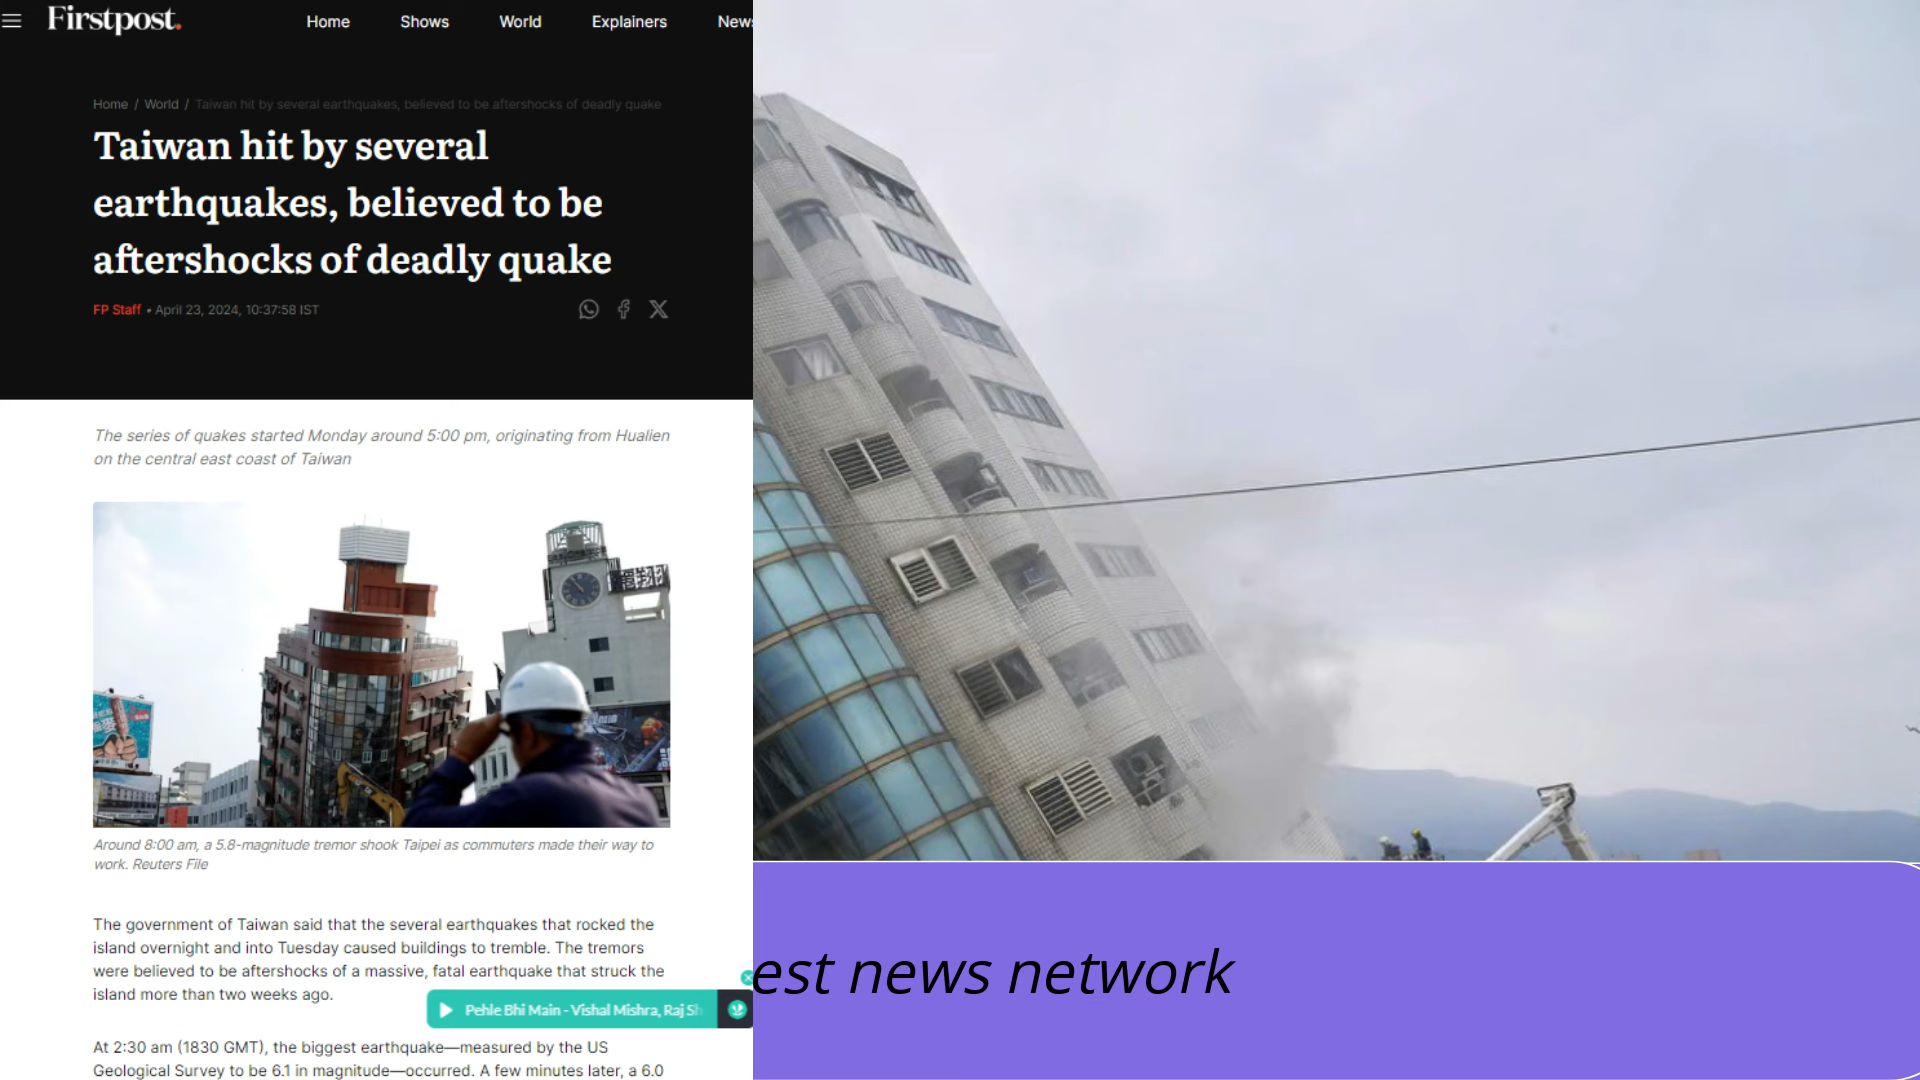 Firstpost.
Home Shows World Explainers News
Home / World / Taiwan hit by several earthquakes, believed to be aftershocks of deadly quake
Taiwan hit by several
earthquakes, believed to be
aftershocks of deadly quake
FP Staff • April 23, 2024, 10:37:58 IST
The series of quakes started Monday around 5:00 pm, originating from Hualien
on the central east coast of Taiwan
Around 8:00 am, a 5.8-magnitude tremor shook Taipei as commuters made their way to
work. Reuters File
The government of Taiwan said that the several earthquakes that rocked the
island overnight and into Tuesday caused buildings to tremble. The tremors
were believed to be aftershocks of a massive, fatal earthquake that struck the
island more than two weeks ago.
Pehle Bhi Main - Vishal Mishra, Raj Sh
At 2:30 am (1830 GMT), the biggest earthquake—measured by the US
Geological Survey to be 6.1 in magnitude—occurred. A few minutes later, a 6.0
est news network